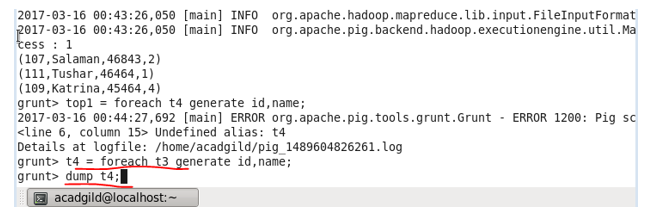 2017-03-16 00:43:26,050 [main] INFO  org.apache.hadoop.mapreduce.lib.input.FileInputFormat
2017-03-16 00:43:26,050 [main] INFO  org.apache.pig.backend.hadoop.executionengine.util.Ma
cess : 1
(107,Salaman,46843,2)
(111,Tushar,46464,1)
(109,Katrina,45464,4)
grunt> top1 = foreach t4 generate id,name;
2017-03-16 00:44:27,692 [main] ERROR org.apache.pig.tools.grunt.Grunt - ERROR 1200: Pig sc
<line 6, column 15> Undefined alias: t4
Details at logfile: /home/acadgild/pig_1489604826261.log
grunt> t4 = foreach t3 generate id,name;
grunt> dump t4;
acadgild@localhost:~